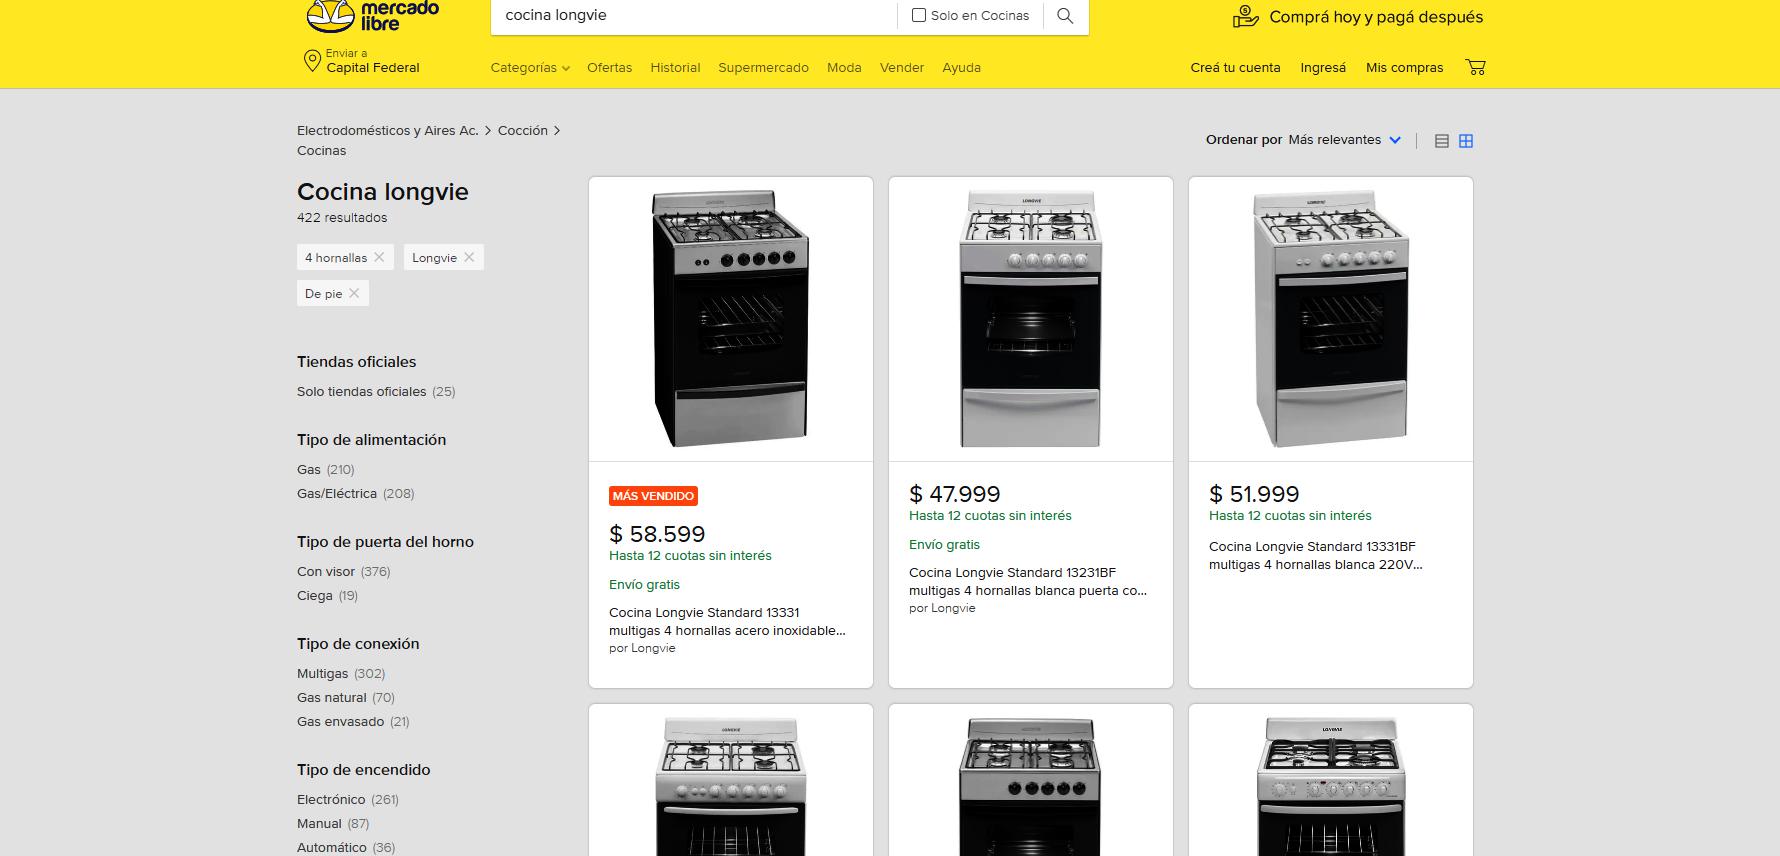 mercado
libre
cocina longvie
Solo en Cocinas
Comprá hoy y pagá después
Enviar a
Capital Federal
Categorías
Ofertas
Historial
Supermercado
Moda
Vender
Ayuda
Creá tu cuenta
Ingresá
Mis compras
Electrodomésticos y Aires Ac. > Cocción >
Cocinas
Ordenar por Más relevantes
Cocina longvie
422 resultados
4 hornallas
Longvie
De pie
Tiendas oficiales
Solo tiendas oficiales (25)
Tipo de alimentación
Gas (210)
Gas/Eléctrica (208)
Tipo de puerta del horno
Con visor (376)
Ciega (19)
Tipo de conexión
Multigas (302)
Gas natural (70)
Gas envasado (21)
Tipo de encendido
Electrónico (261)
Manual (87)
Automático (36)
MÁS VENDIDO
$ 58.599
Hasta 12 cuotas sin interés
Envío gratis
Cocina Longvie Standard 13331
multigas 4 hornallas acero inoxidable...
por Longvie
LONGVIE
$ 47.999
Hasta 12 cuotas sin interés
Envío gratis
Cocina Longvie Standard 13231BF
multigas 4 hornallas blanca puerta co...
por Longvie
LONGVIE
$ 51.999
Hasta 12 cuotas sin interés
Cocina Longvie Standard 13331BF
multigas 4 hornallas blanca 220V...
LONGVIE
LONGVIE